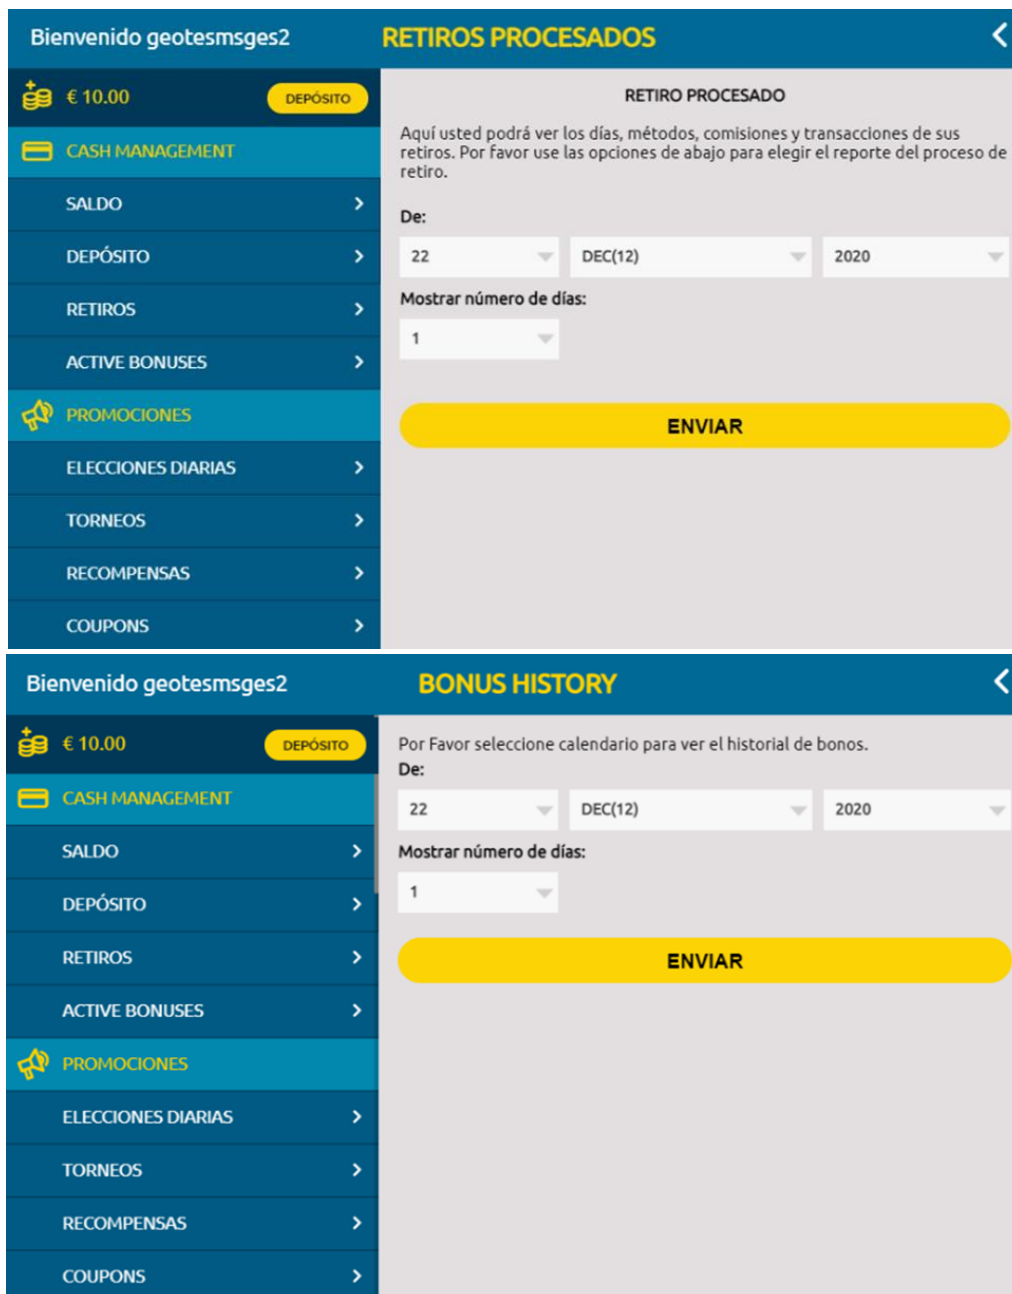 Bienvenido geotesmsges2
RETIROS PROCESADOS
€ 10.00
DEPÓSITO
CASH MANAGEMENT
SALDO
DEPÓSITO
RETIROS
ACTIVE BONUSES
PROMOCIONES
ELECCIONES DIARIAS
TORNEOS
RECOMPENSAS
COUPONS
RETIRO PROCESADO
Aquí usted podrá ver los días, métodos, comisiones y transacciones de sus
retiros. Por favor use las opciones de abajo para elegir el reporte del proceso de
retiro.
De:
22 DEC(12) 2020
Mostrar número de días:
1
ENVIAR
Bienvenido geotesmsges2
BONUS HISTORY
€ 10.00
DEPÓSITO
CASH MANAGEMENT
SALDO
DEPÓSITO
RETIROS
ACTIVE BONUSES
PROMOCIONES
ELECCIONES DIARIAS
TORNEOS
RECOMPENSAS
COUPONS
Por Favor seleccione calendario para ver el historial de bonos.
De:
22 DEC(12) 2020
Mostrar número de días:
1
ENVIAR